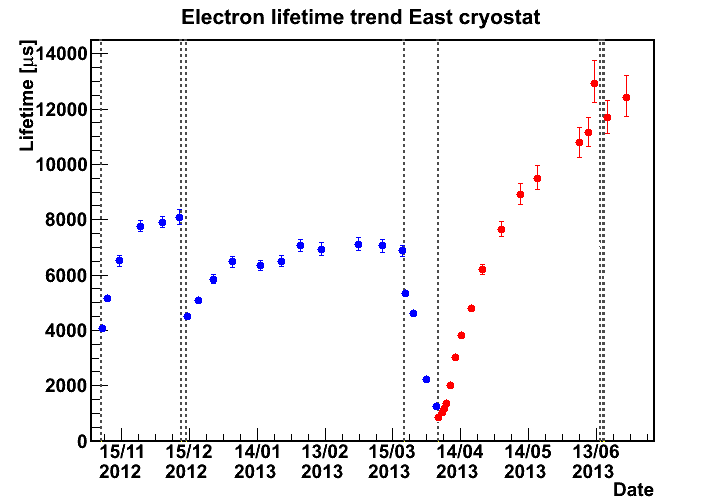 Electron lifetime trend East cryostat
Lifetime [μs]
14000
12000
10000
8000
6000
4000
2000
0
15/11 15/12 14/01 13/02 15/03 14/04 14/05 13/06
2012 2012 2013 2013 2013 2013 2013 2013
Date